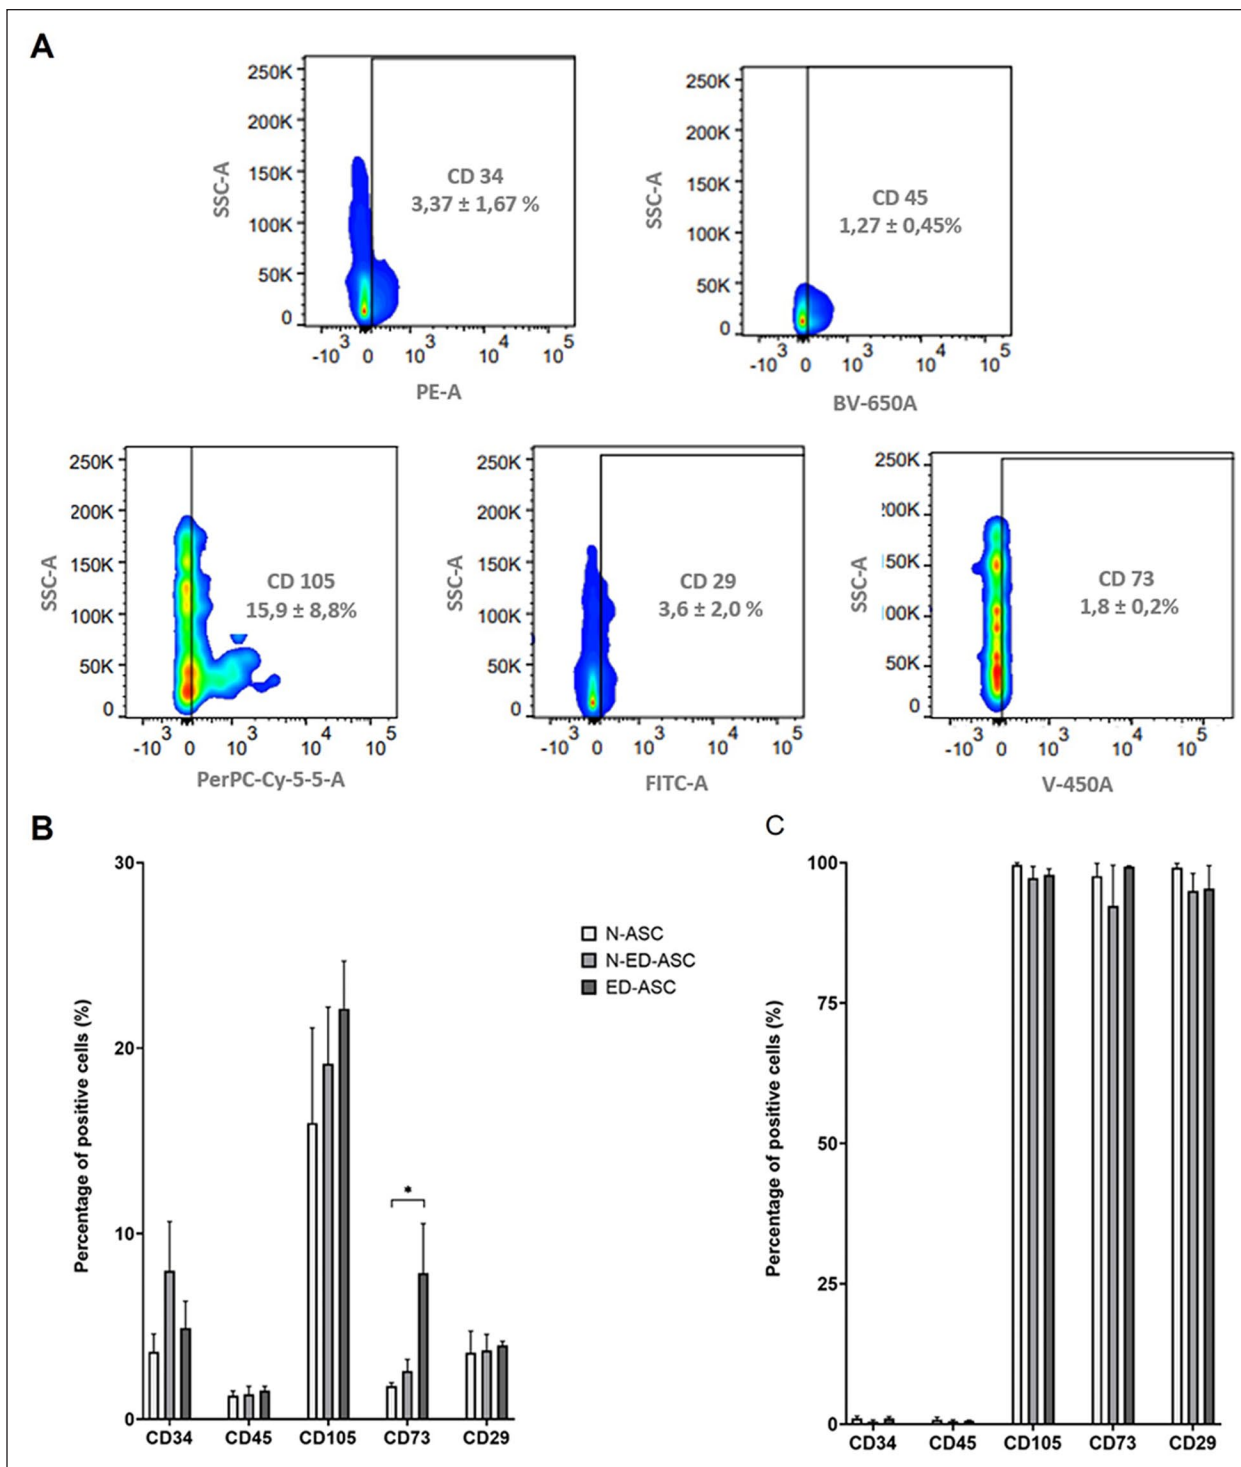 A
250K
200K
150K
100K
50K
0
SSC-A
CD 34
3,37 ± 1,67 %
-10³ 0 10³ 10⁴ 10⁵
PE-A
250K
200K
150K
100K
50K
0
SSC-A
CD 45
1,27 ± 0,45%
-10³ 0 10³ 10⁴ 10⁵
BV-650A
250K
200K
150K
100K
50K
0
SSC-A
CD 105
15,9 ± 8,8%
-10³ 0 10³ 10⁴ 10⁵
PerPC-Cy-5-5-A
250K
200K
150K
100K
50K
0
SSC-A
CD 29
3,6 ± 2,0 %
-10³ 0 10³ 10⁴ 10⁵
FITC-A
250K
200K
150K
100K
50K
0
SSC-A
CD 73
1,8 ± 0,2%
-10³ 0 10³ 10⁴ 10⁵
V-450A
B
30
20
10
0
Percentage of positive cells (%)
*
CD34 CD45 CD105 CD73 CD29
N-ASC
N-ED-ASC
ED-ASC
C
100
75
50
25
0
Percentage of positive cells (%)
CD34 CD45 CD105 CD73 CD29